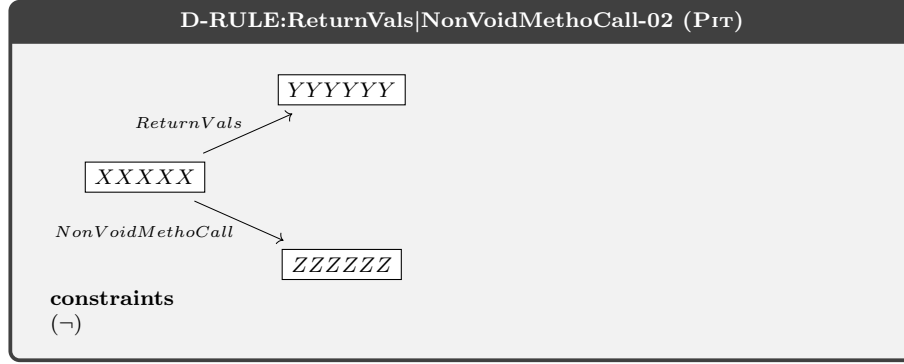 D-RULE:ReturnVals|NonVoidMethoCall-02 (PIT)
YYYYYY
ReturnVals
XXXXX
NonVoidMethoCall
ZZZZZZ
constraints
(¬)